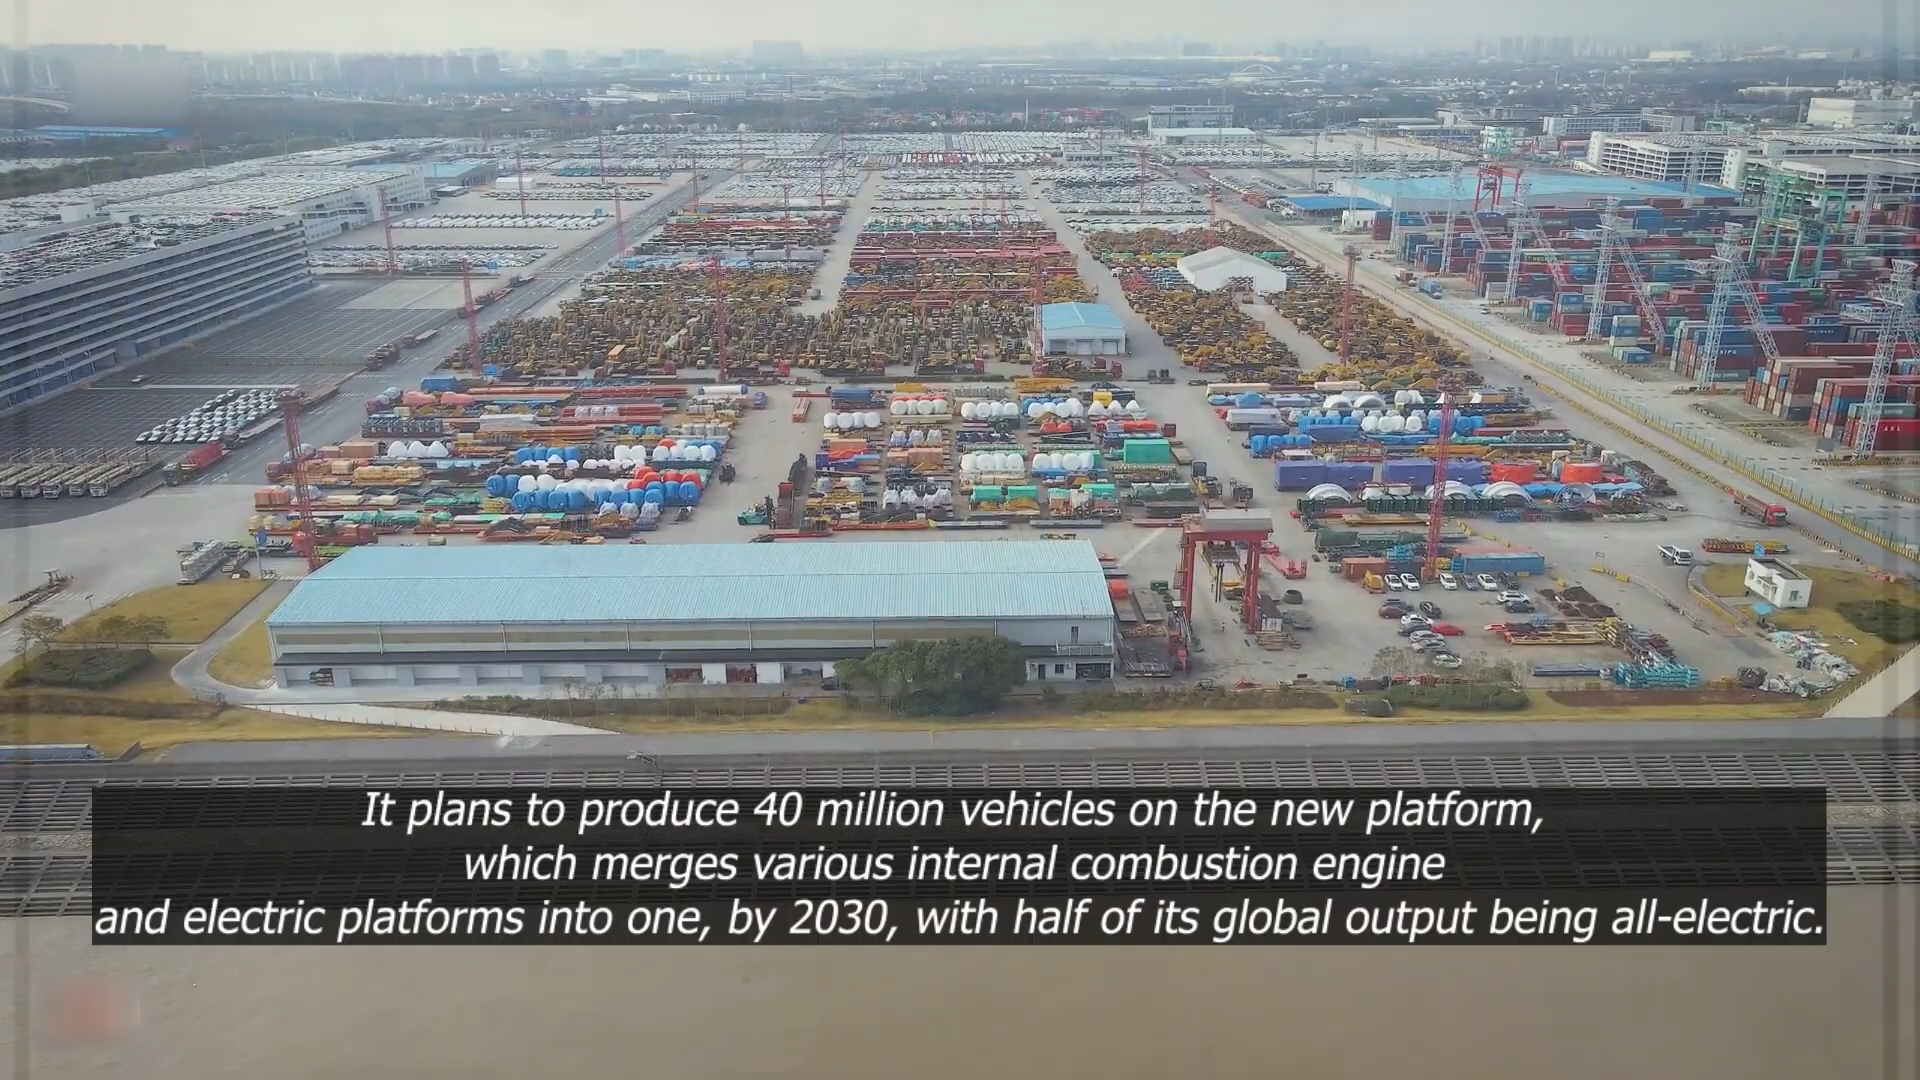 It plans to produce 40 million vehicles on the new platform,
which merges various internal combustion engine
and electric platforms into one, by 2030, with half of its global output being all-electric.